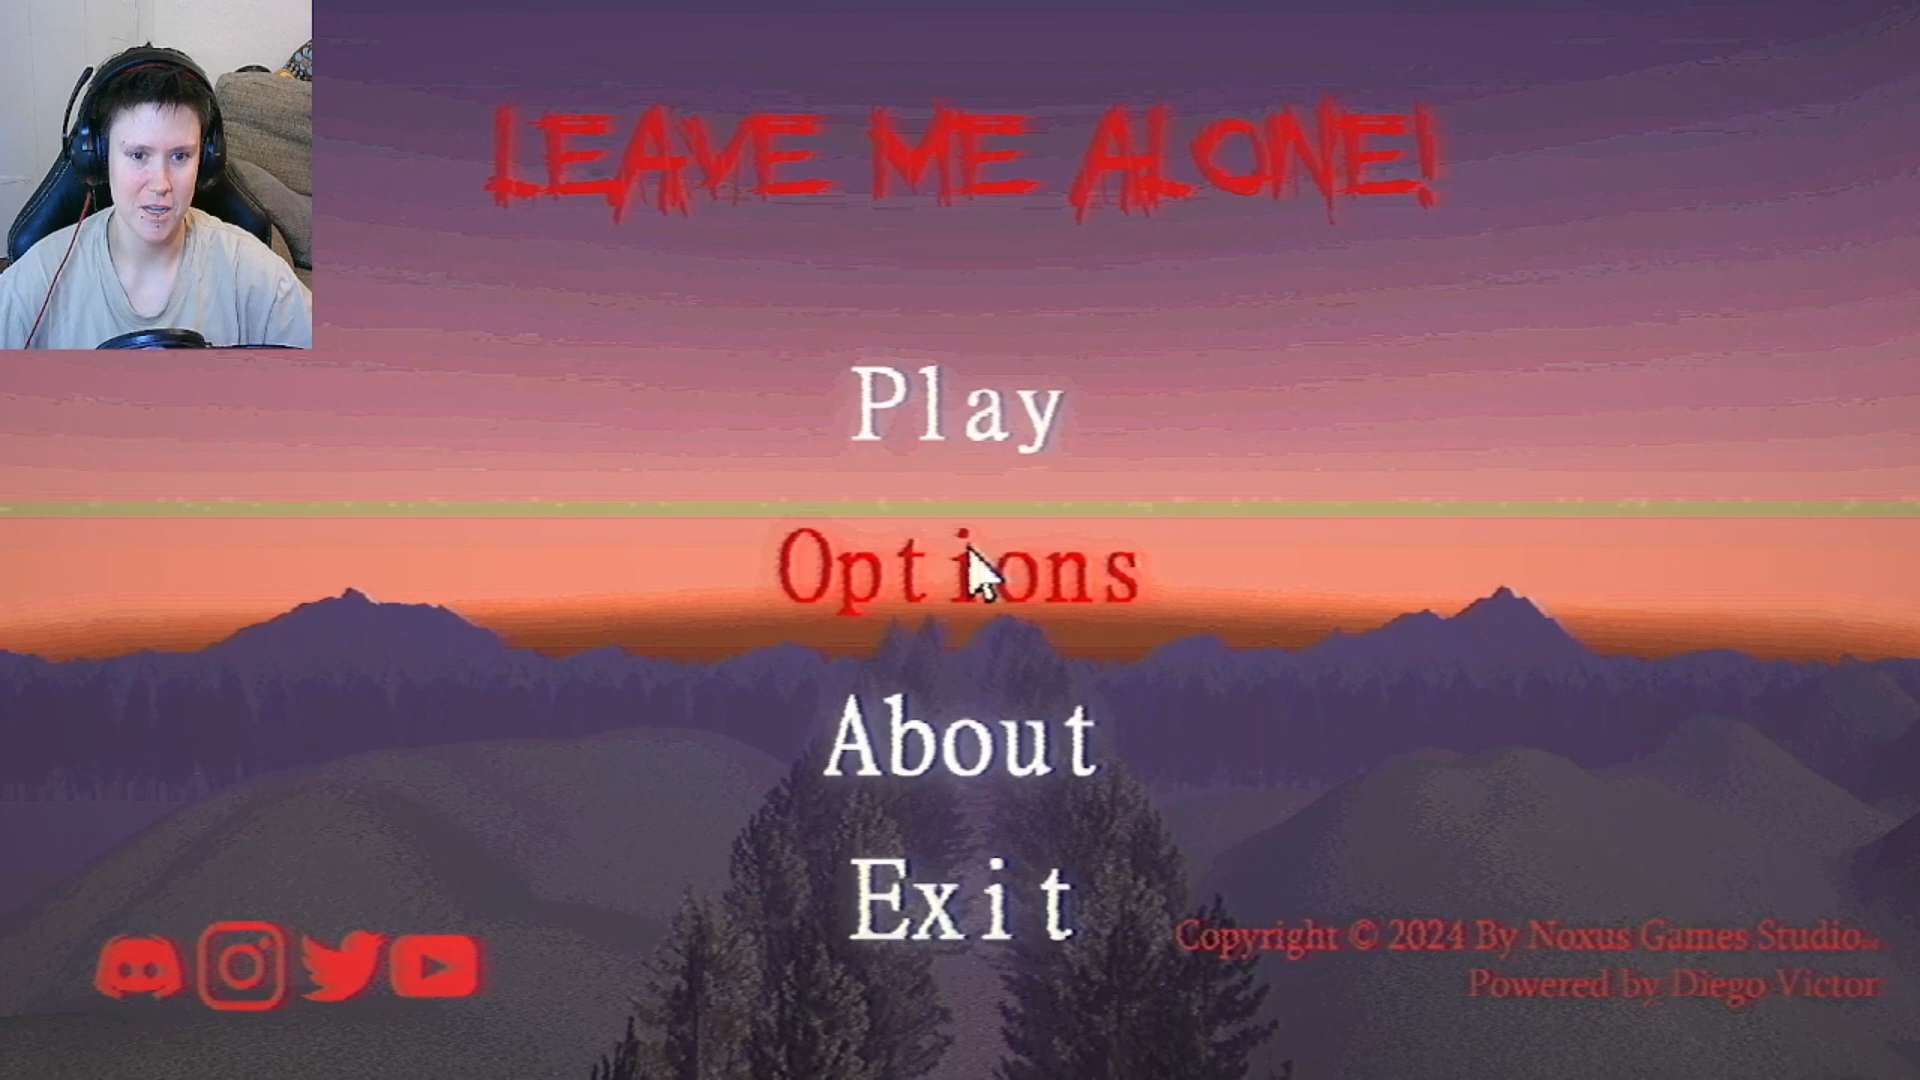 LEAVE ME ALONE!
Play
Options
About
Exit
Copyright © 2024 By Noxus Games Studio
Powered by Diego Victor